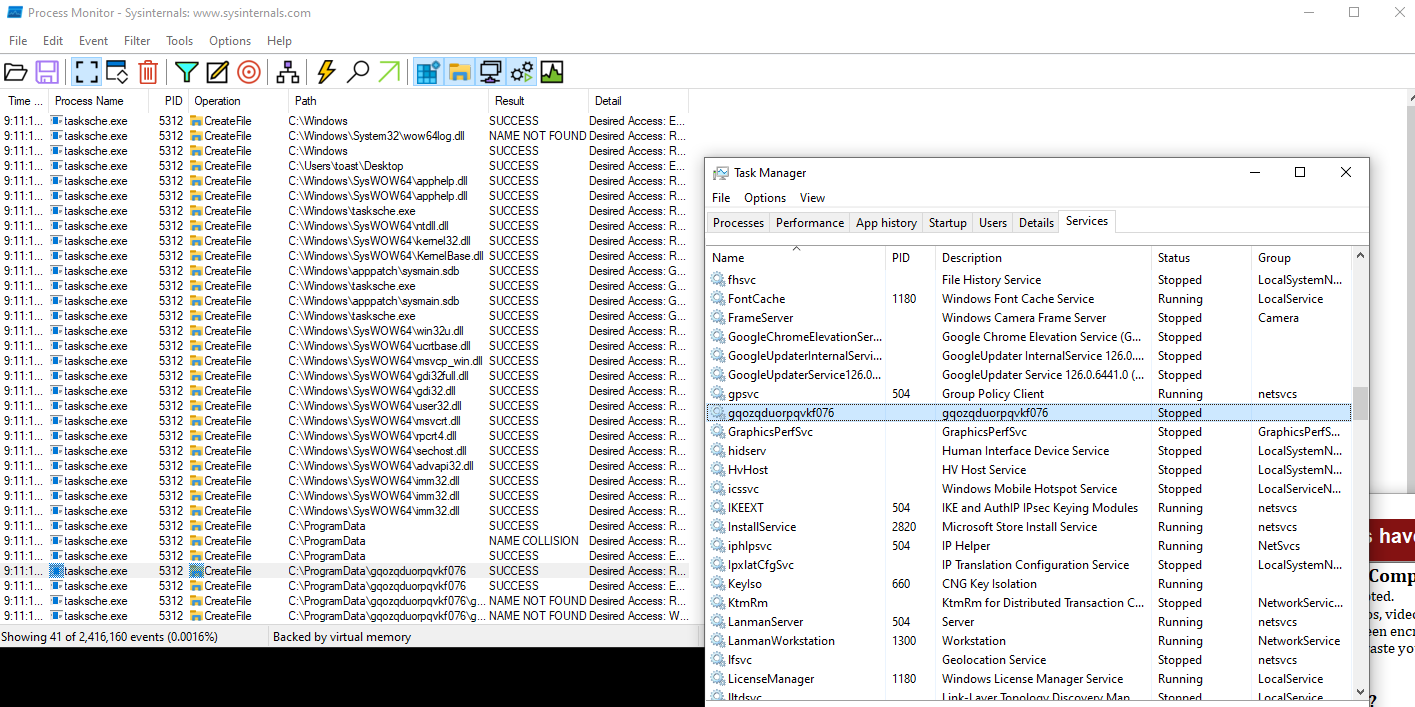 Process Monitor - Sysinternals: www.sysinternals.com
File Edit Event Filter Tools Options Help
Time ... Process Name PID Operation Path Result Detail
9:11:1... tasksche.exe 5312 CreateFile C:\Windows SUCCESS Desired Access: E...
9:11:1... tasksche.exe 5312 CreateFile C:\Windows\System32\wow64log.dll NAME NOT FOUND Desired Access: R...
9:11:1... tasksche.exe 5312 CreateFile C:\Windows SUCCESS Desired Access: R...
9:11:1... tasksche.exe 5312 CreateFile C:\Users\toast\Desktop SUCCESS Desired Access: E...
9:11:1... tasksche.exe 5312 CreateFile C:\Windows\SysWOW64\apphelp.dll SUCCESS Desired Access: R...
9:11:1... tasksche.exe 5312 CreateFile C:\Windows\SysWOW64\apphelp.dll SUCCESS Desired Access: R...
9:11:1... tasksche.exe 5312 CreateFile C:\Windows\tasksche.exe SUCCESS Desired Access: R...
9:11:1... tasksche.exe 5312 CreateFile C:\Windows\SysWOW64\ntdll.dll SUCCESS Desired Access: R...
9:11:1... tasksche.exe 5312 CreateFile C:\Windows\SysWOW64\kernel32.dll SUCCESS Desired Access: R...
9:11:1... tasksche.exe 5312 CreateFile C:\Windows\SysWOW64\KernelBase.dll SUCCESS Desired Access: R...
9:11:1... tasksche.exe 5312 CreateFile C:\Windows\apppatch\sysmain.sdb SUCCESS Desired Access: G...
9:11:1... tasksche.exe 5312 CreateFile C:\Windows\tasksche.exe SUCCESS Desired Access: G...
9:11:1... tasksche.exe 5312 CreateFile C:\Windows\apppatch\sysmain.sdb SUCCESS Desired Access: G...
9:11:1... tasksche.exe 5312 CreateFile C:\Windows\tasksche.exe SUCCESS Desired Access: G...
9:11:1... tasksche.exe 5312 CreateFile C:\Windows\SysWOW64\win32u.dll SUCCESS Desired Access: R...
9:11:1... tasksche.exe 5312 CreateFile C:\Windows\SysWOW64\ucrtbase.dll SUCCESS Desired Access: R...
9:11:1... tasksche.exe 5312 CreateFile C:\Windows\SysWOW64\msvcp_win.dll SUCCESS Desired Access: R...
9:11:1... tasksche.exe 5312 CreateFile C:\Windows\SysWOW64\gdi32full.dll SUCCESS Desired Access: R...
9:11:1... tasksche.exe 5312 CreateFile C:\Windows\SysWOW64\gdi32.dll SUCCESS Desired Access: R...
9:11:1... tasksche.exe 5312 CreateFile C:\Windows\SysWOW64\user32.dll SUCCESS Desired Access: R...
9:11:1... tasksche.exe 5312 CreateFile C:\Windows\SysWOW64\msvcrt.dll SUCCESS Desired Access: R...
9:11:1... tasksche.exe 5312 CreateFile C:\Windows\SysWOW64\rpcrt4.dll SUCCESS Desired Access: R...
9:11:1... tasksche.exe 5312 CreateFile C:\Windows\SysWOW64\sechost.dll SUCCESS Desired Access: R...
9:11:1... tasksche.exe 5312 CreateFile C:\Windows\SysWOW64\advapi32.dll SUCCESS Desired Access: R...
9:11:1... tasksche.exe 5312 CreateFile C:\Windows\SysWOW64\imm32.dll SUCCESS Desired Access: R...
9:11:1... tasksche.exe 5312 CreateFile C:\Windows\SysWOW64\imm32.dll SUCCESS Desired Access: R...
9:11:1... tasksche.exe 5312 CreateFile C:\Windows\SysWOW64\imm32.dll SUCCESS Desired Access: R...
9:11:1... tasksche.exe 5312 CreateFile C:\ProgramData SUCCESS Desired Access: R...
9:11:1... tasksche.exe 5312 CreateFile C:\ProgramData NAME COLLISION Desired Access: R...
9:11:1... tasksche.exe 5312 CreateFile C:\ProgramData SUCCESS Desired Access: E...
9:11:1... tasksche.exe 5312 CreateFile C:\ProgramData\gqozqduorpqvkf076 SUCCESS Desired Access: R...
9:11:1... tasksche.exe 5312 CreateFile C:\ProgramData\gqozqduorpqvkf076 SUCCESS Desired Access: E...
9:11:1... tasksche.exe 5312 CreateFile C:\ProgramData\gqozqduorpqvkf076\g... NAME NOT FOUND Desired Access: R...
9:11:1... tasksche.exe 5312 CreateFile C:\ProgramData\gqozqduorpqvkf076\g... NAME NOT FOUND Desired Access: W...
Showing 41 of 2,416,160 events (0.0016%) Backed by virtual memory
Task Manager
File Options View
Processes Performance App history Startup Users Details Services
Name PID Description Status Group
fhsvc File History Service Stopped LocalSystemN...
FontCache 1180 Windows Font Cache Service Running LocalService
FrameServer Windows Camera Frame Server Stopped Camera
GoogleChromeElevationSer... Google Chrome Elevation Service (G... Stopped
GoogleUpdaterInternalServi... GoogleUpdater InternalService 126.0.... Stopped
GoogleUpdaterService126.0... GoogleUpdater Service 126.0.6441.0 (... Stopped
gpsvc 504 Group Policy Client Running netsvcs
gqozqduorpqvkf076 gqozqduorpqvkf076 Stopped
GraphicsPerfSvc GraphicsPerfSvc Stopped GraphicsPerfS...
hidserv Human Interface Device Service Stopped LocalSystemN...
HvHost HV Host Service Stopped LocalSystemN...
icssvc Windows Mobile Hotspot Service Stopped LocalServiceN...
IKEEXT 504 IKE and AuthIP IPsec Keying Modules Running netsvcs
InstallService 2820 Microsoft Store Install Service Running netsvcs
iphlpsvc 504 IP Helper Running NetSvcs
IpxlatCfgSvc IP Translation Configuration Service Stopped LocalSystemN...
KeyIso 660 CNG Key Isolation Running
KtmRm KtmRm for Distributed Transaction C... Stopped NetworkServic...
LanmanServer 504 Server Running netsvcs
LanmanWorkstation 1300 Workstation Running NetworkService
lfsvc Geolocation Service Stopped netsvcs
LicenseManager 1180 Windows License Manager Service Running LocalService
lltdsvc Link-Layer Topology Discovery Map... Stopped LocalService
s have
Comp
pted.
os, video
een encr
aste you
?